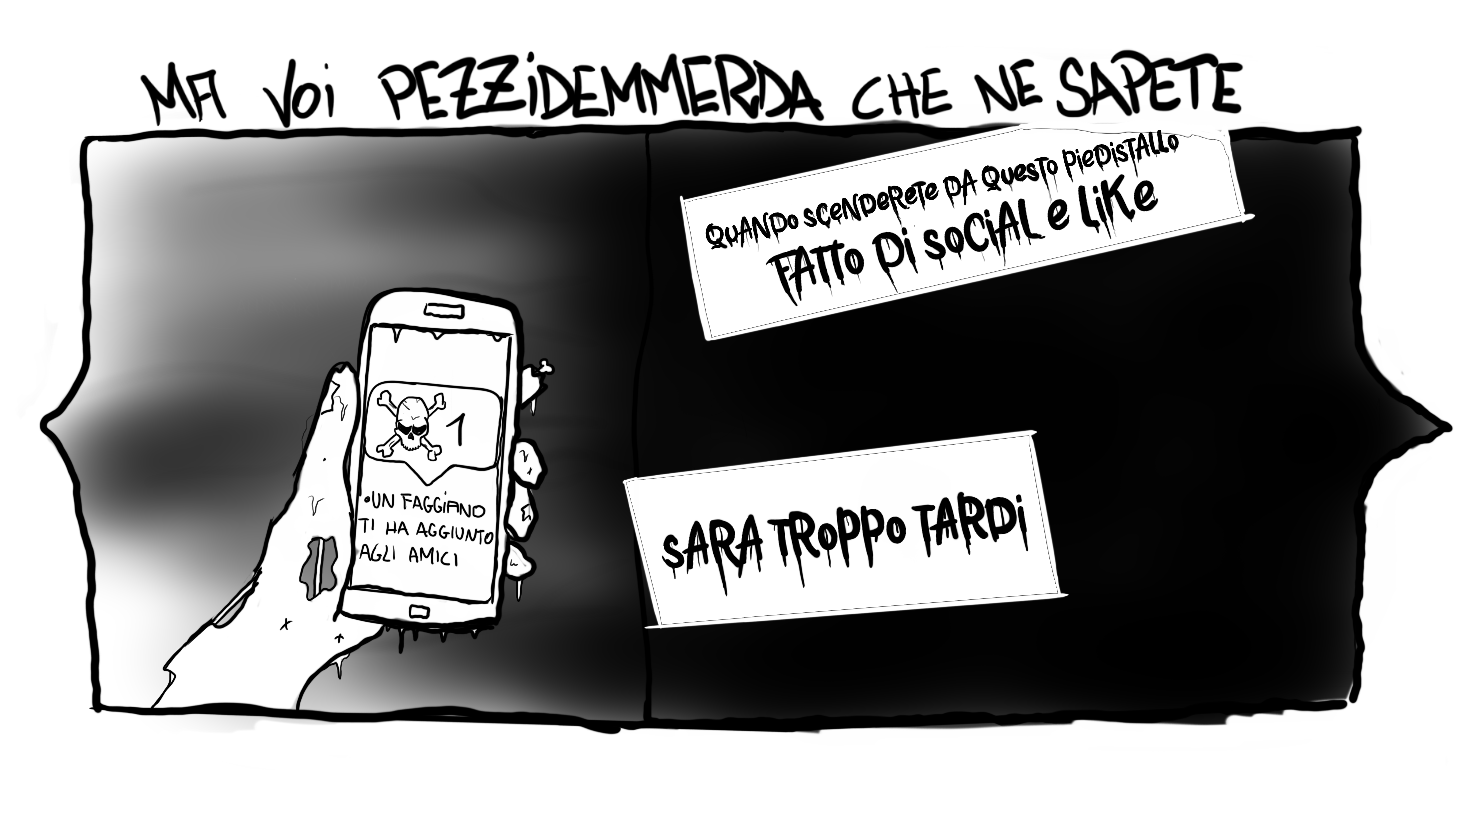 MA VOI PEZZIDEMMERDA CHE NE SAPETE
QUANDO SCENDERETE DA QUESTO PIEDISTALLO
FATTO DI SOCIAL E LIKE
1
•UN FAGGIANO
TI HA AGGIUNTO
AGLI AMICI
SARA TROPPO TARDI